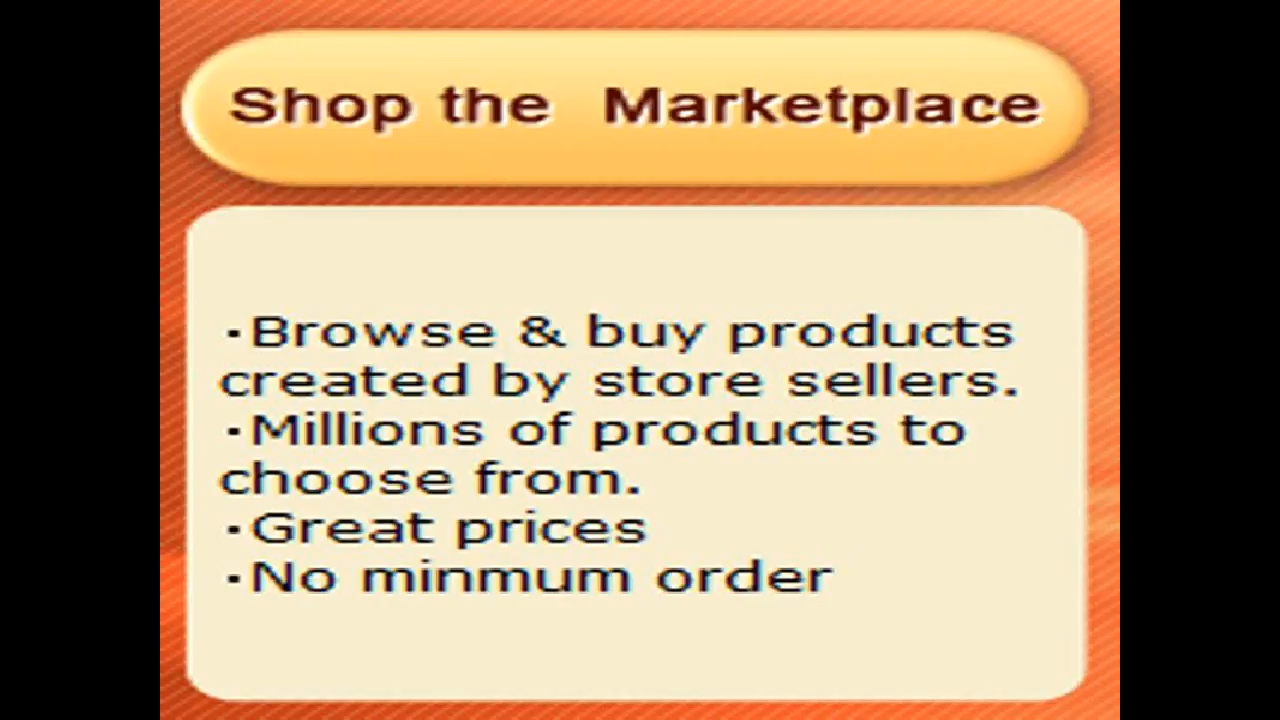 Shop the Marketplace
·Browse & buy products
created by store sellers.
·Millions of products to
choose from.
·Great prices
·No minmum order